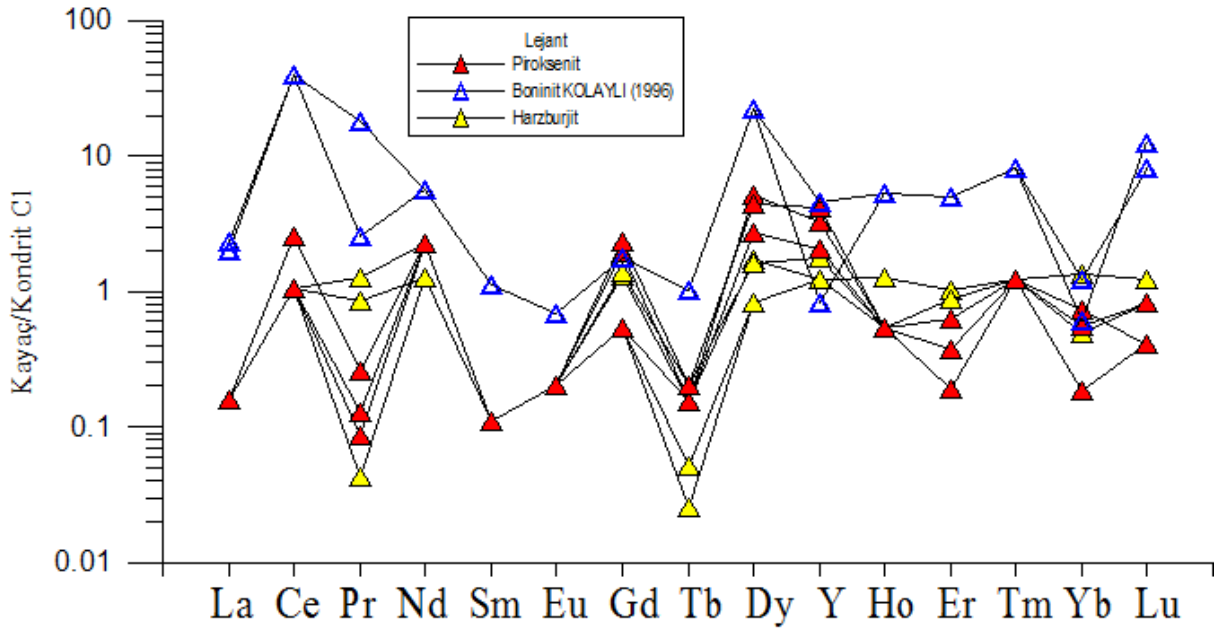 100
10
1
0.1
0.01
Kayaç/Kondrit C1
Lejant
Piroksenit
Boninit KOLAYLI (1996)
Harzburjit
La Ce Pr Nd Sm Eu Gd Tb Dy Y Ho Er Tm Yb Lu